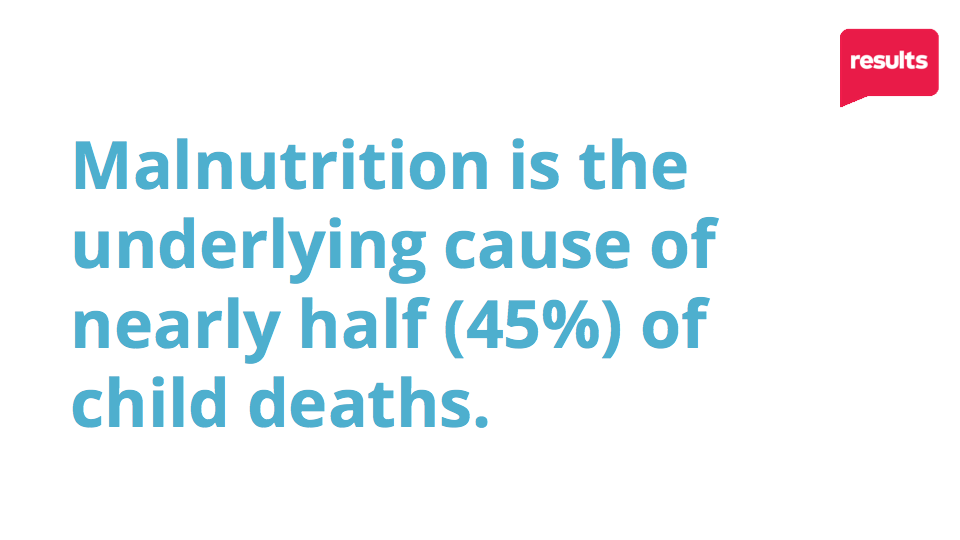 results
Malnutrition is the
underlying cause of
nearly half (45%) of
child deaths.